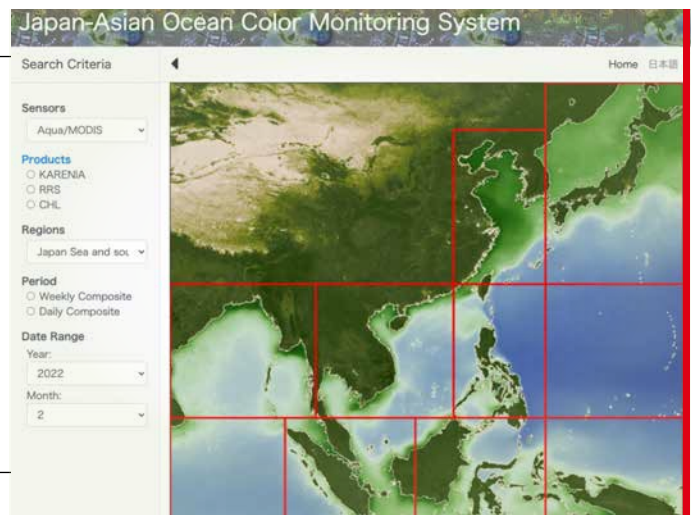 Japan-Asian Ocean Color Monitoring System
Search Criteria
Home 日本語
Sensors
Aqua/MODIS
Products
KARENIA
RRS
CHL
Regions
Japan Sea and sou
Period
Weekly Composite
Daily Composite
Date Range
Year:
2022
Month:
2